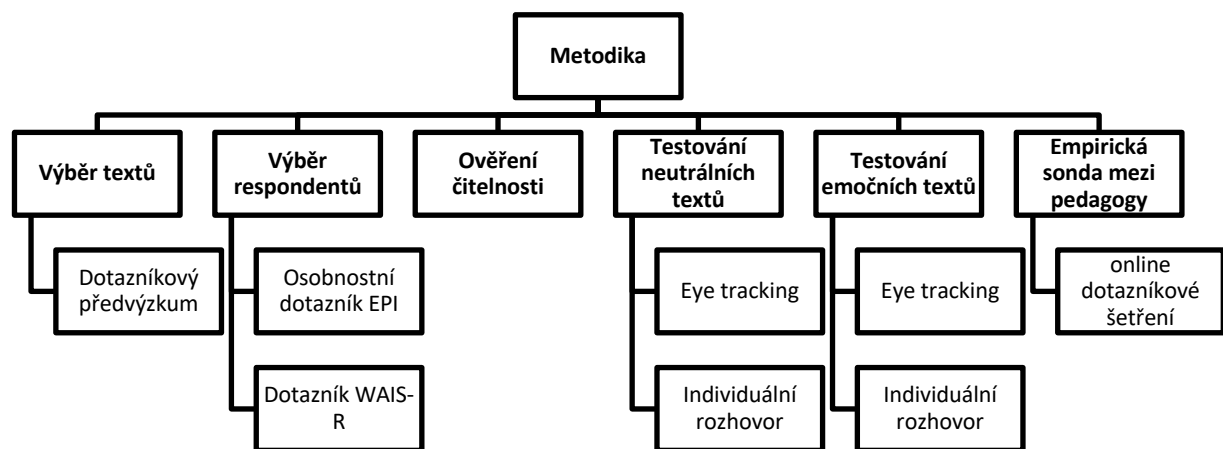 Metodika
Výběr textů
Výběr
respondentů
Ověření
čitelnosti
Testování
neutrálních
textů
Testování
emočních textů
Empirická
sonda mezi
pedagogy
Dotazníkový
předvýzkum
Osobnostní
dotazník EPI
Dotazník WAIS-
R
Eye tracking
Individuální
rozhovor
Eye tracking
Individuální
rozhovor
online
dotazníkové
šetření